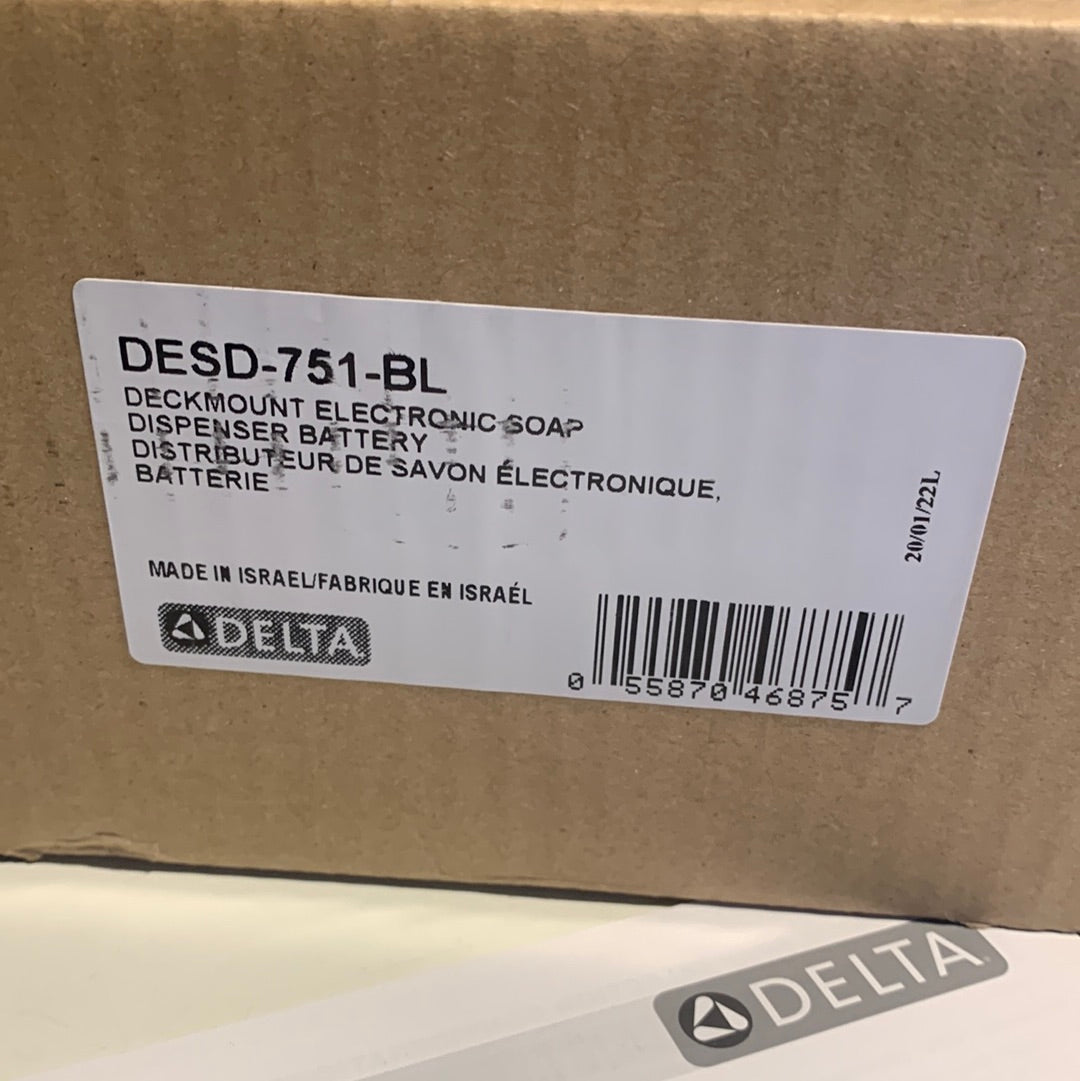 DESD-751-BL
DECKMOUNT ELECTRONIC SOAP
DISPENSER BATTERY
DISTRIBUTEUR DE SAVON ÉLECTRONIQUE,
BATTERIE
20/01/22L
MADE IN ISRAEL/FABRIQUE EN ISRAÉL
DELTA
0 55870 46875 7
DELTA